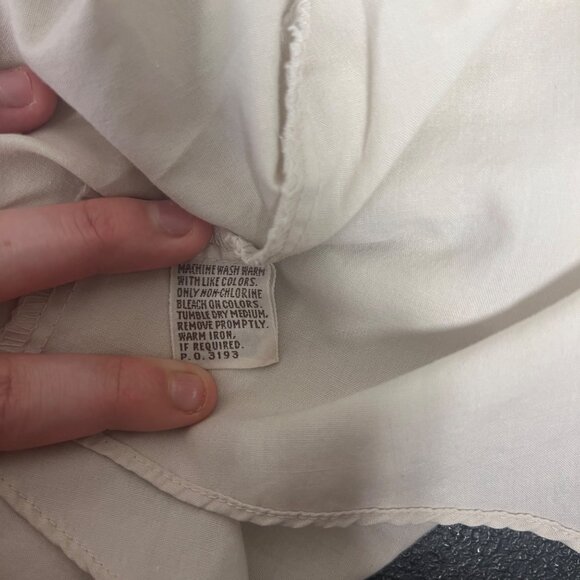 MACHINE WASH WARM
WITH LIKE COLORS.
ONLY NON-CHLORINE
BLEACH ON COLORS.
TUMBLE DRY MEDIUM,
REMOVE PROMPTLY.
WARM IRON,
IF REQUIRED.
P.O. 3193